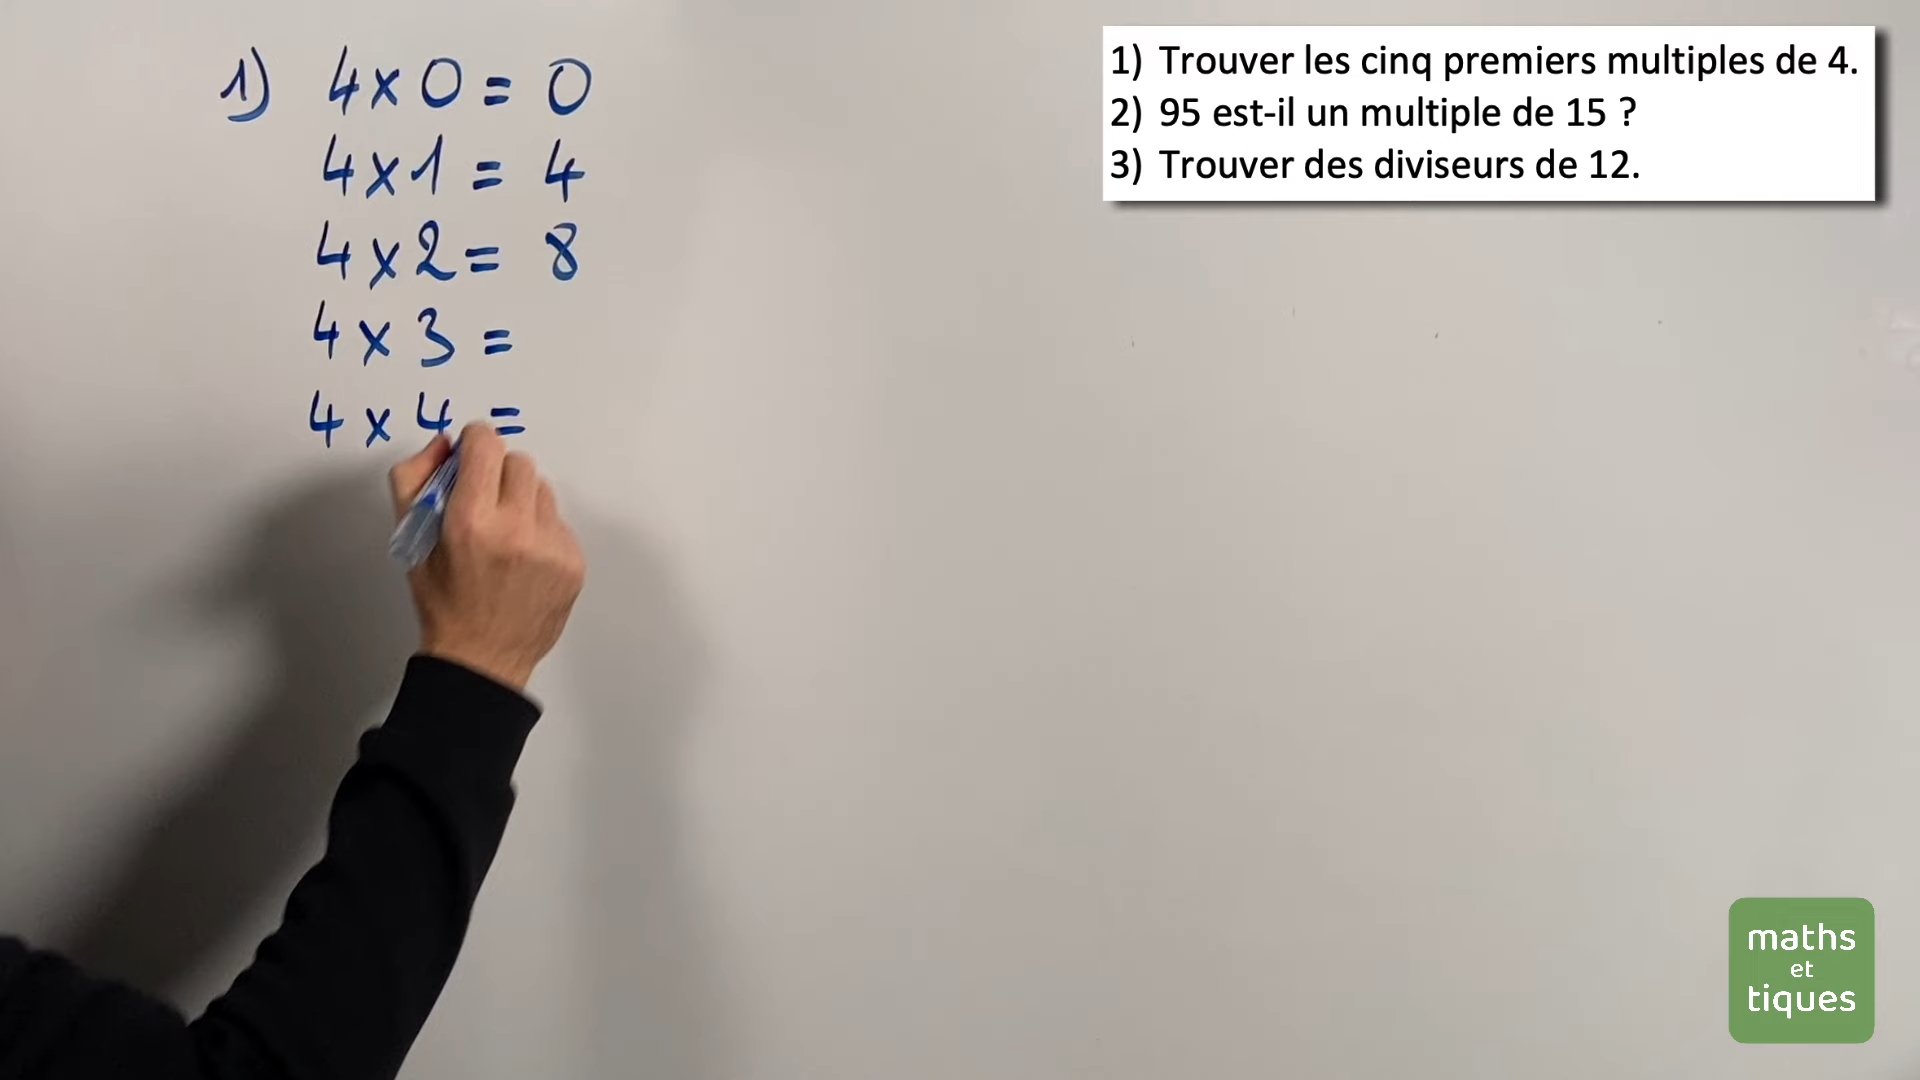 1) 4 x 0 = 0
4 x 1 = 4
4 x 2 = 8
4 x 3 =
4 x 4 =
1) Trouver les cinq premiers multiples de 4.
2) 95 est-il un multiple de 15 ?
3) Trouver des diviseurs de 12.
maths
et
tiques